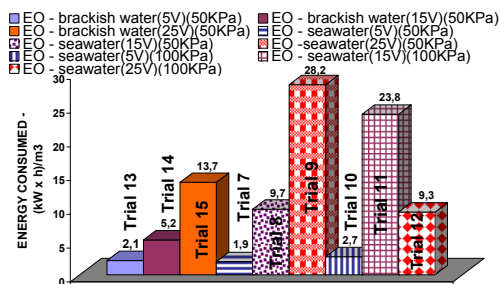 EO - brackish water(5V)(50KPa)
EO - brackish water(15V)(50KPa)
EO - brackish water(25V)(50KPa)
EO - seawater(5V)(50KPa)
EO - seawater(15V)(50KPa)
EO -seawater(25V)(50KPa)
EO - seawater(5V)(100KPa)
EO - seawater(15V)(100KPa)
EO - seawater(25V)(100KPa)
ENERGY CONSUMED -
(kW x h)/m3
30
25
20
15
10
5
0
2,1
Trial 13
5,2
Trial 14
13,7
Trial 15
1,9
Trial 7
9,7
Trial 8
28,2
Trial 9
2,7
Trial 10
23,8
Trial 11
9,3
Trial 12